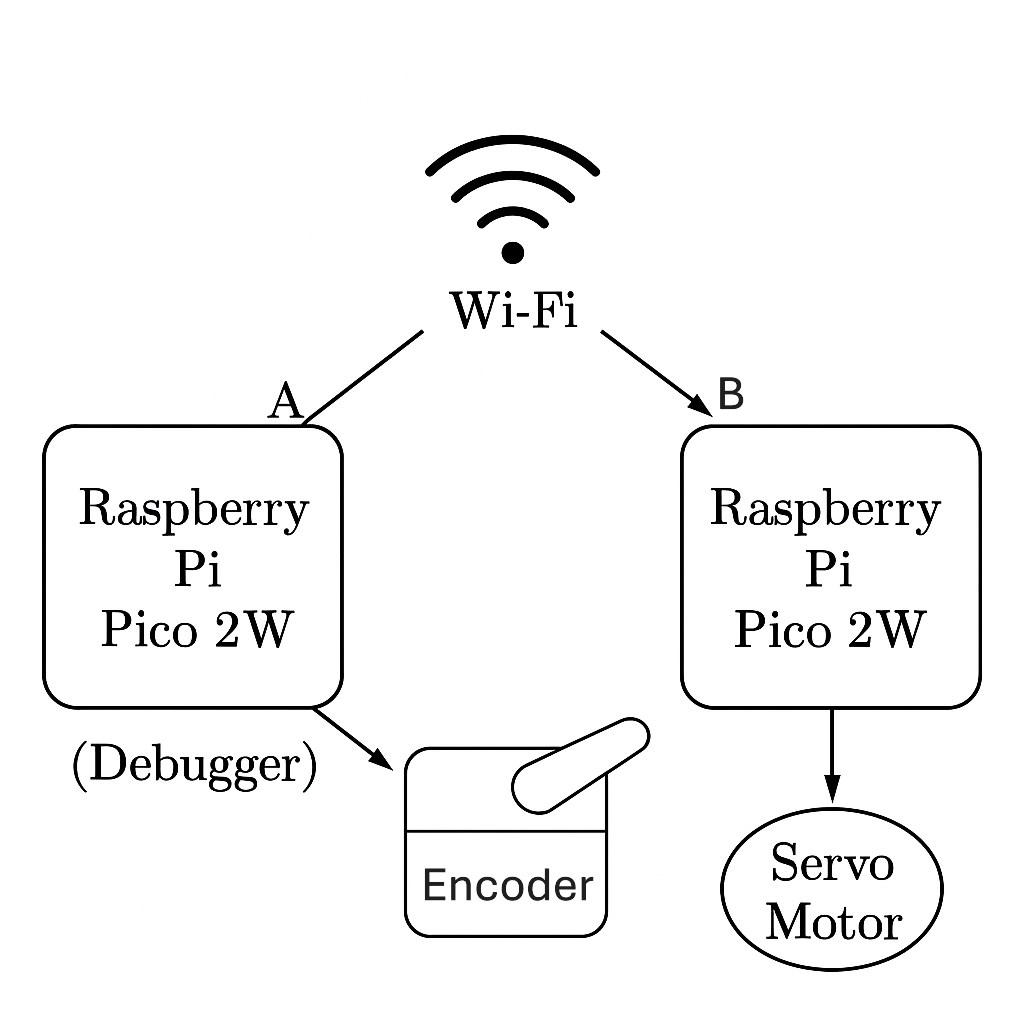 Wi-Fi
A
B
Raspberry
Pi
Pico 2W
Raspberry
Pi
Pico 2W
(Debugger)
Encoder
Servo
Motor